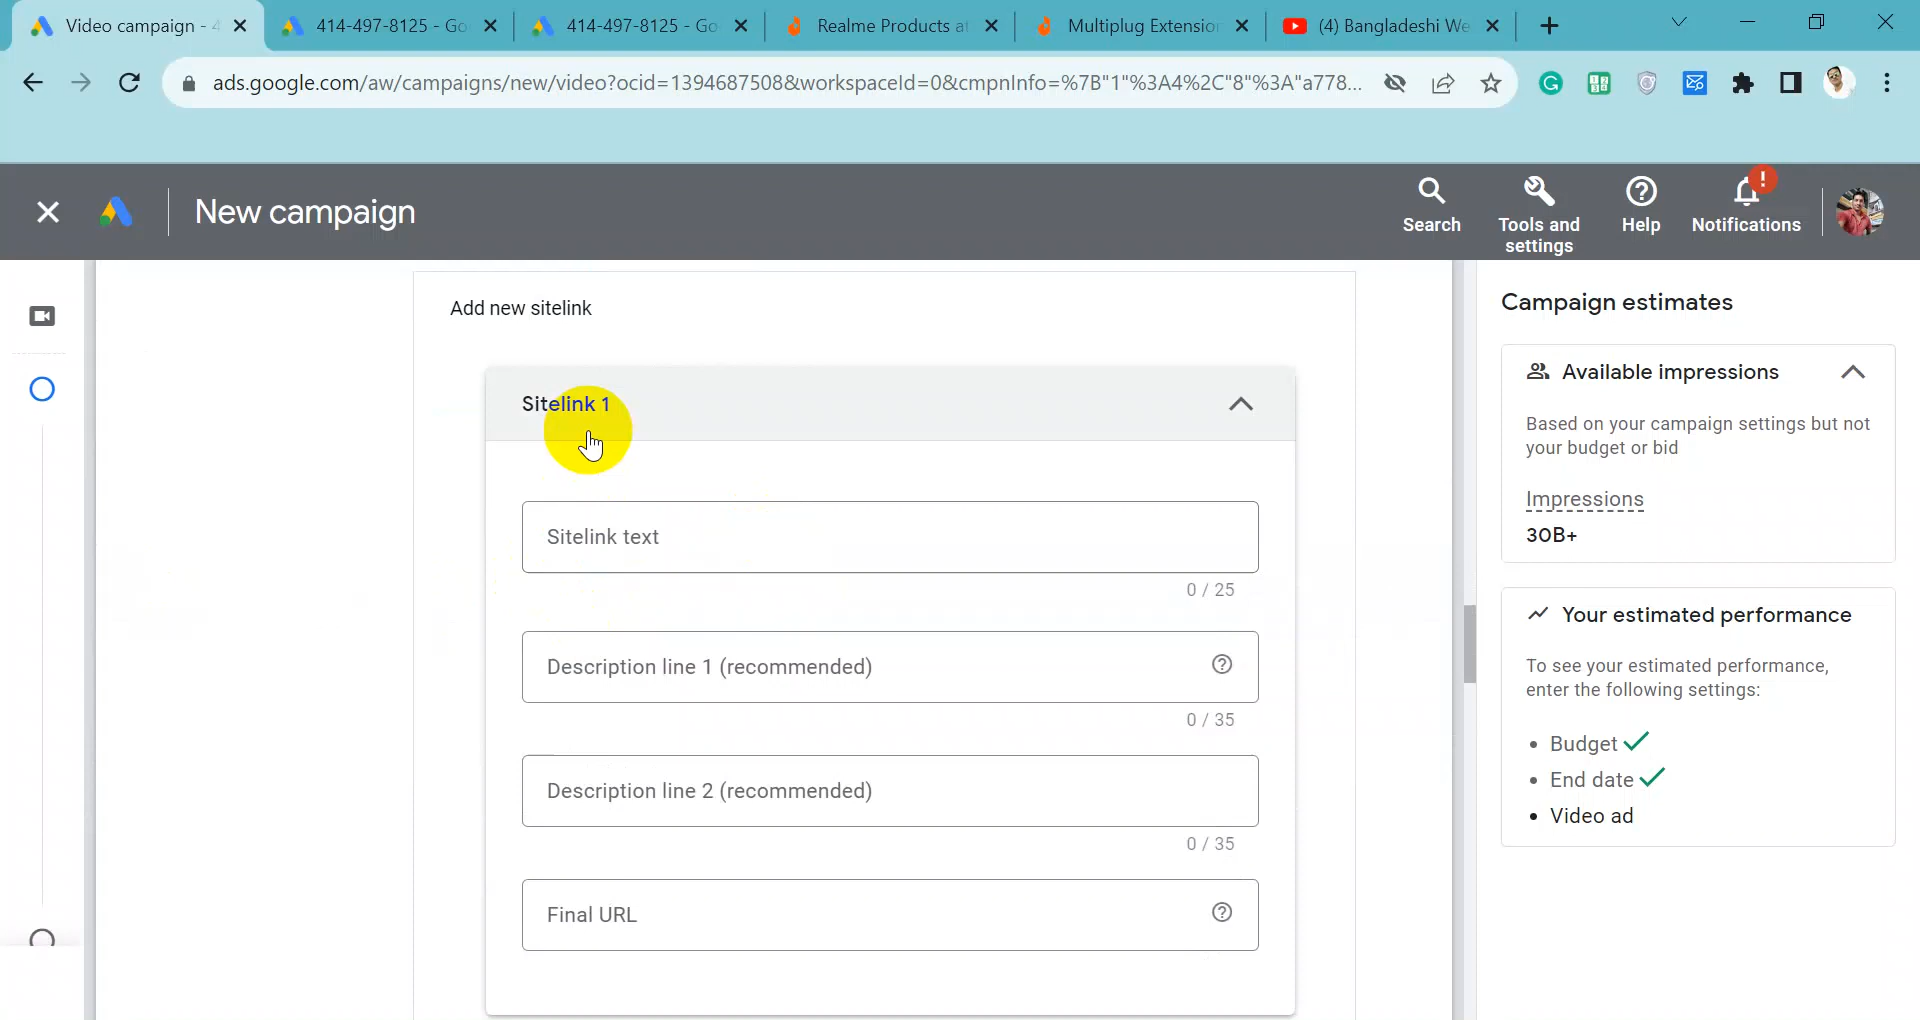 Video campaign - 4
414-497-8125 - Go
414-497-8125 - Go
Realme Products at
Multiplug Extension
(4) Bangladeshi We
ads.google.com/aw/campaigns/new/video?ocid=1394687508&workspaceId=0&cmpnInfo=%7B"1"%3A4%2C"8"%3A"a778...
New campaign
Search
Tools and settings
Help
Notifications
Add new sitelink
Sitelink 1
Sitelink text
0 / 25
Description line 1 (recommended)
0 / 35
Description line 2 (recommended)
0 / 35
Final URL
Campaign estimates
Available impressions
Based on your campaign settings but not
your budget or bid
Impressions
30B+
Your estimated performance
To see your estimated performance,
enter the following settings:
• Budget
• End date
• Video ad